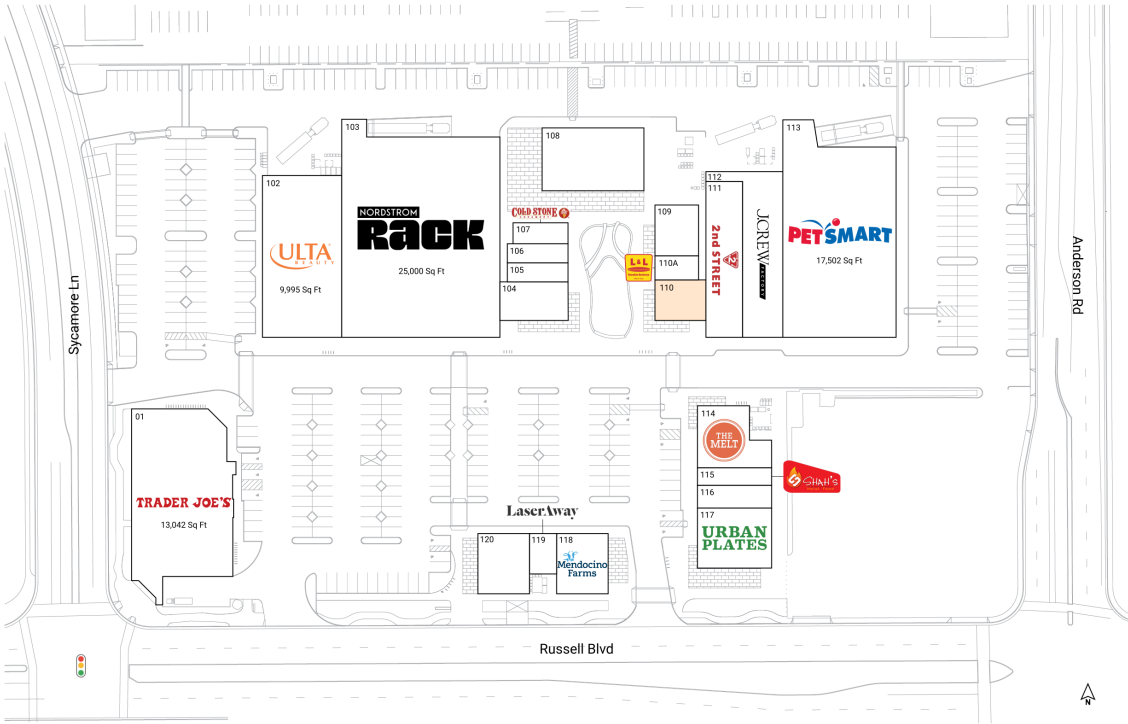 103
113
108
102
112
111
NORDSTROM
RACK
25,000 Sq Ft
ULTA
BEAUTY
9,995 Sq Ft
COLD STONE
CREAMERY
107
106
105
104
109
L&L
110A
110
2nd STREET
J.CREW
FACTORY
PETSMART
17,502 Sq Ft
Sycamore Ln
Anderson Rd
01
TRADER JOE'S
13,042 Sq Ft
114
THE
MELT
115
SHAH'S
116
117
URBAN
PLATES
LaserAway
120
119
118
Mendocino
Farms
Russell Blvd
N